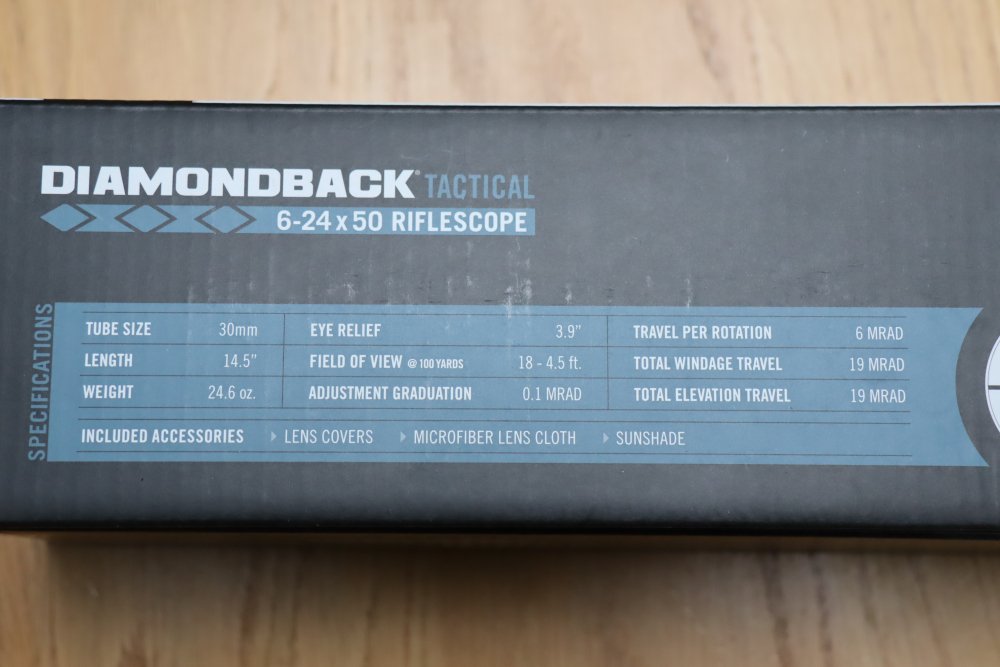 DIAMONDBACK® TACTICAL
6-24 x 50 RIFLESCOPE
SPECIFICATIONS
TUBE SIZE 30mm EYE RELIEF 3.9" TRAVEL PER ROTATION 6 MRAD
LENGTH 14.5" FIELD OF VIEW @ 100 YARDS 18 - 4.5 ft. TOTAL WINDAGE TRAVEL 19 MRAD
WEIGHT 24.6 oz. ADJUSTMENT GRADUATION 0.1 MRAD TOTAL ELEVATION TRAVEL 19 MRAD
INCLUDED ACCESSORIES LENS COVERS MICROFIBER LENS CLOTH SUNSHADE